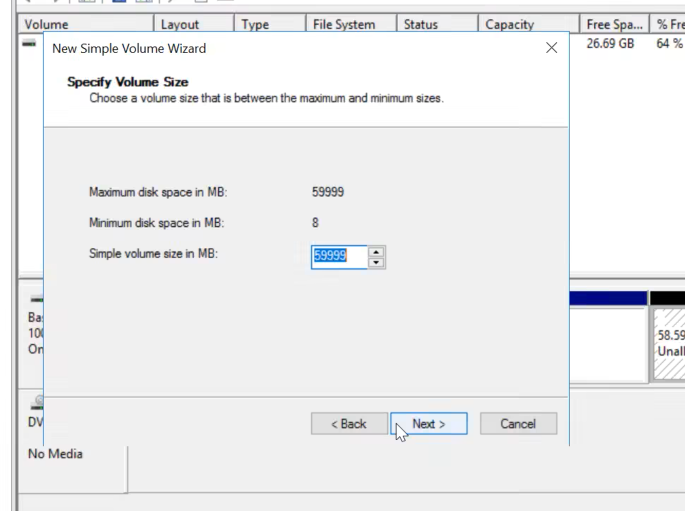 Volume Layout Type File System Status Capacity Free Spa... % Fre
26.69 GB 64 %
New Simple Volume Wizard
Specify Volume Size
Choose a volume size that is between the maximum and minimum sizes.
Maximum disk space in MB: 59999
Minimum disk space in MB: 8
Simple volume size in MB: 59999
Ba
100
On
58.59
Unall
< Back Next > Cancel
DV
No Media